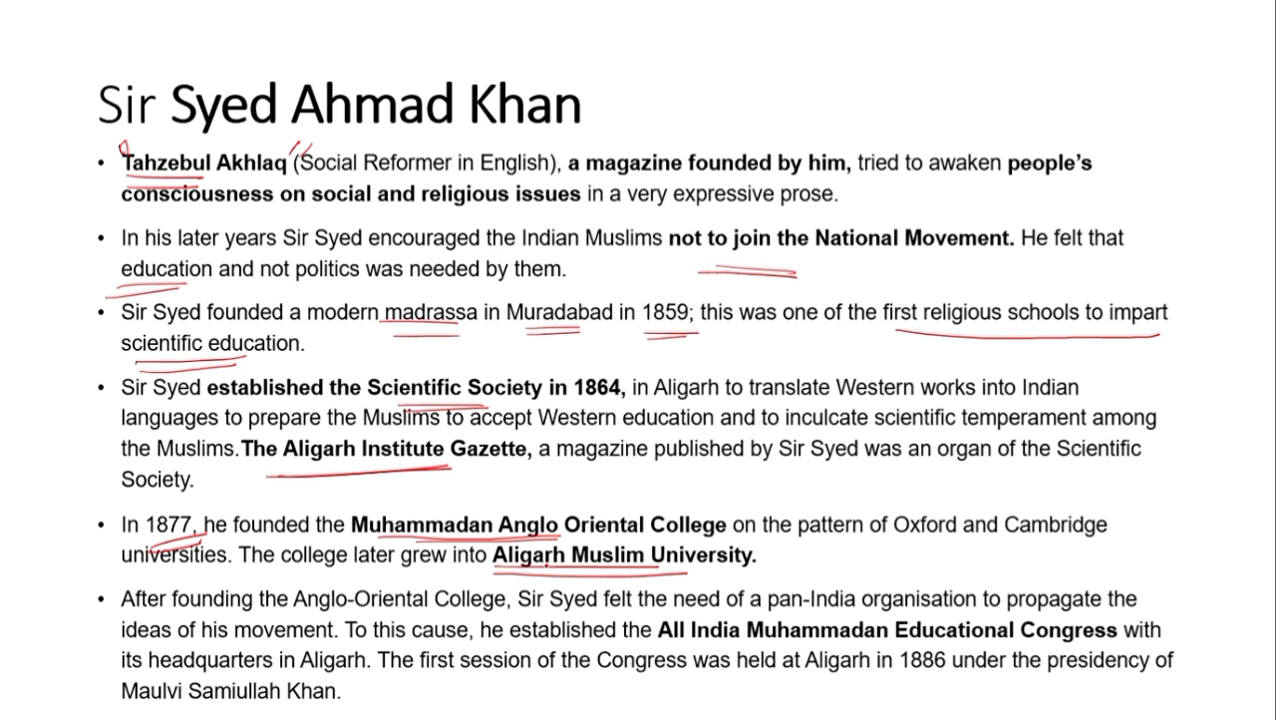 Sir Syed Ahmad Khan
• Tahzebul Akhlaq (Social Reformer in English), a magazine founded by him, tried to awaken people's
consciousness on social and religious issues in a very expressive prose.
• In his later years Sir Syed encouraged the Indian Muslims not to join the National Movement. He felt that
education and not politics was needed by them.
• Sir Syed founded a modern madrassa in Muradabad in 1859; this was one of the first religious schools to impart
scientific education.
• Sir Syed established the Scientific Society in 1864, in Aligarh to translate Western works into Indian
languages to prepare the Muslims to accept Western education and to inculcate scientific temperament among
the Muslims. The Aligarh Institute Gazette, a magazine published by Sir Syed was an organ of the Scientific
Society.
• In 1877, he founded the Muhammadan Anglo Oriental College on the pattern of Oxford and Cambridge
universities. The college later grew into Aligarh Muslim University.
• After founding the Anglo-Oriental College, Sir Syed felt the need of a pan-India organisation to propagate the
ideas of his movement. To this cause, he established the All India Muhammadan Educational Congress with
its headquarters in Aligarh. The first session of the Congress was held at Aligarh in 1886 under the presidency of
Maulvi Samiullah Khan.